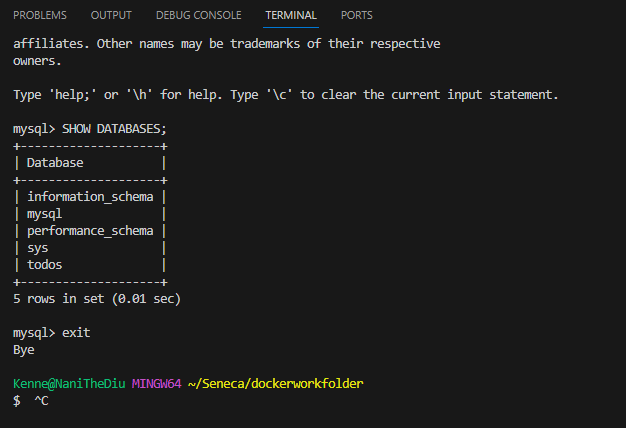 PROBLEMS OUTPUT DEBUG CONSOLE TERMINAL PORTS
affiliates. Other names may be trademarks of their respective
owners.
Type 'help;' or '\h' for help. Type '\c' to clear the current input statement.
mysql> SHOW DATABASES;
+--------------------+
| Database           |
+--------------------+
| information_schema |
| mysql              |
| performance_schema |
| sys                |
| todos              |
+--------------------+
5 rows in set (0.01 sec)
mysql> exit
Bye
Kenne@NaniTheDiu MINGW64 ~/Seneca/dockerworkfolder
$  ^C